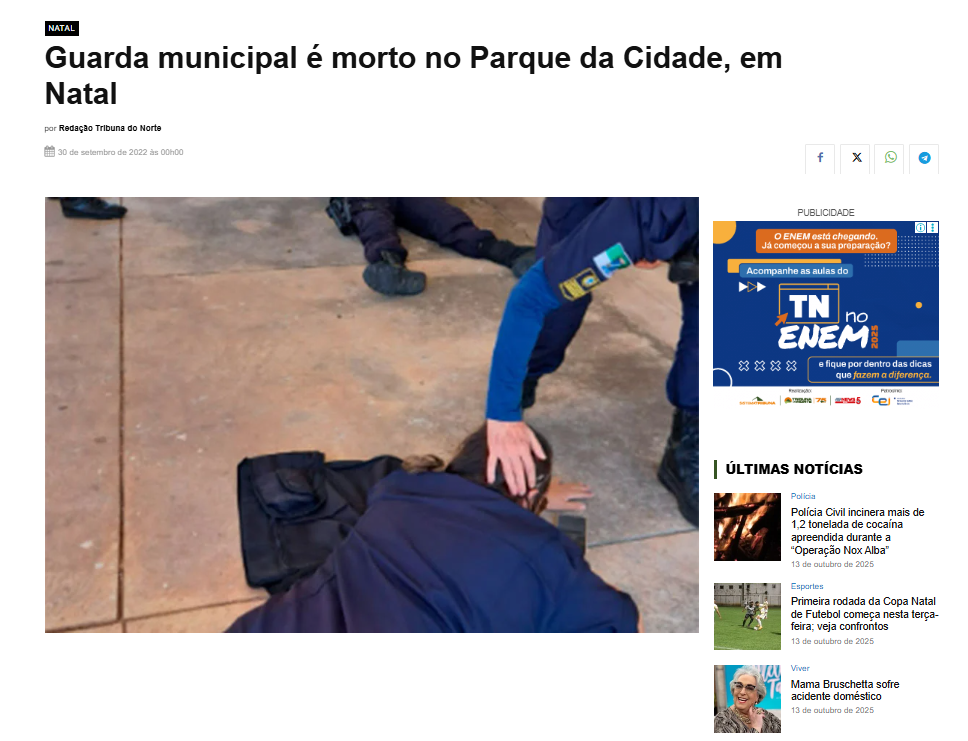 NATAL
Guarda municipal é morto no Parque da Cidade, em
Natal
por Redação Tribuna do Norte
30 de setembro de 2022 às 00h00
PUBLICIDADE
O ENEM está chegando.
Já começou a sua preparação?
Acompanhe as aulas do
TN no
ENEM
2025
e fique por dentro das dicas
que fazem a diferença.
ÚLTIMAS NOTÍCIAS
Polícia
Polícia Civil incinera mais de
1,2 tonelada de cocaína
apreendida durante a
“Operação Nox Alba”
13 de outubro de 2025
Esportes
Primeira rodada da Copa Natal
de Futebol começa nesta terça-
feira; veja confrontos
13 de outubro de 2025
Viver
Mama Bruschetta sofre
acidente doméstico
13 de outubro de 2025